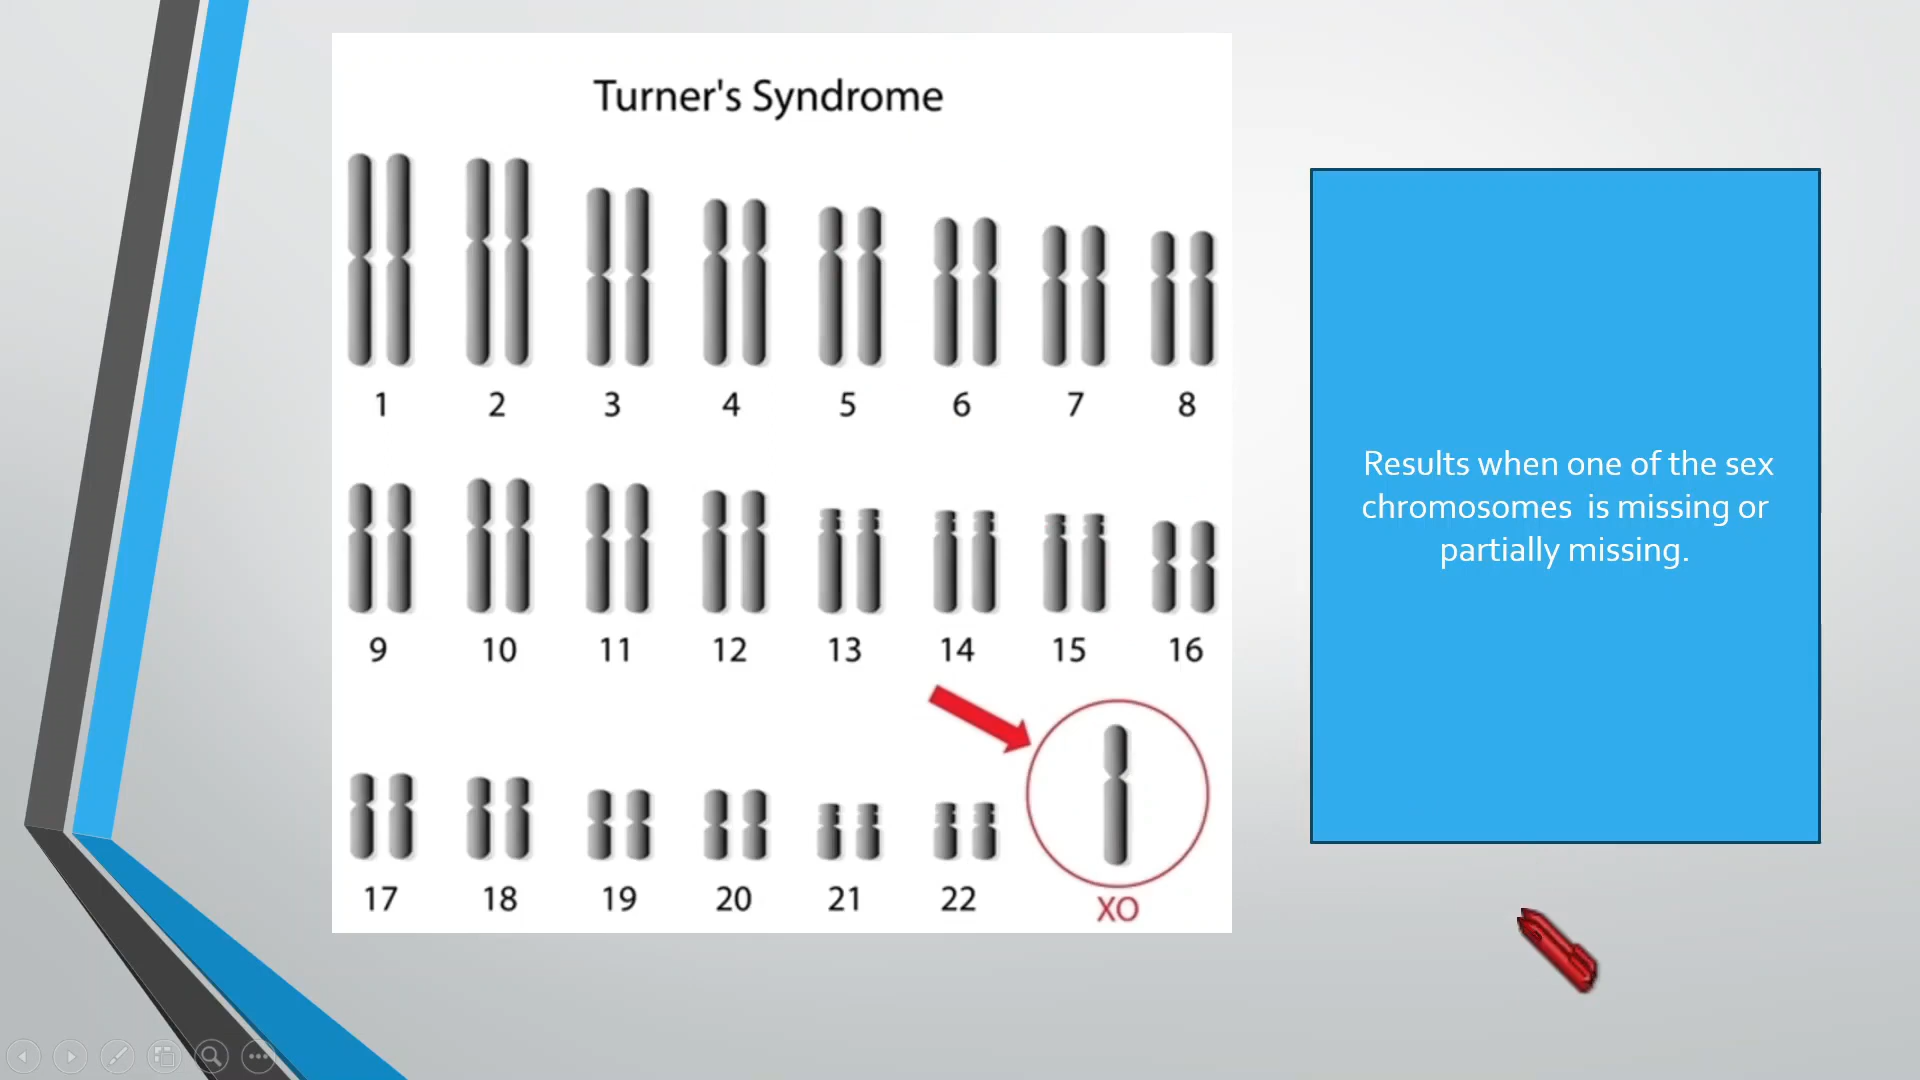 Turner's Syndrome
1 2 3 4 5 6 7 8
9 10 11 12 13 14 15 16
17 18 19 20 21 22 XO
Results when one of the sex
chromosomes is missing or
partially missing.